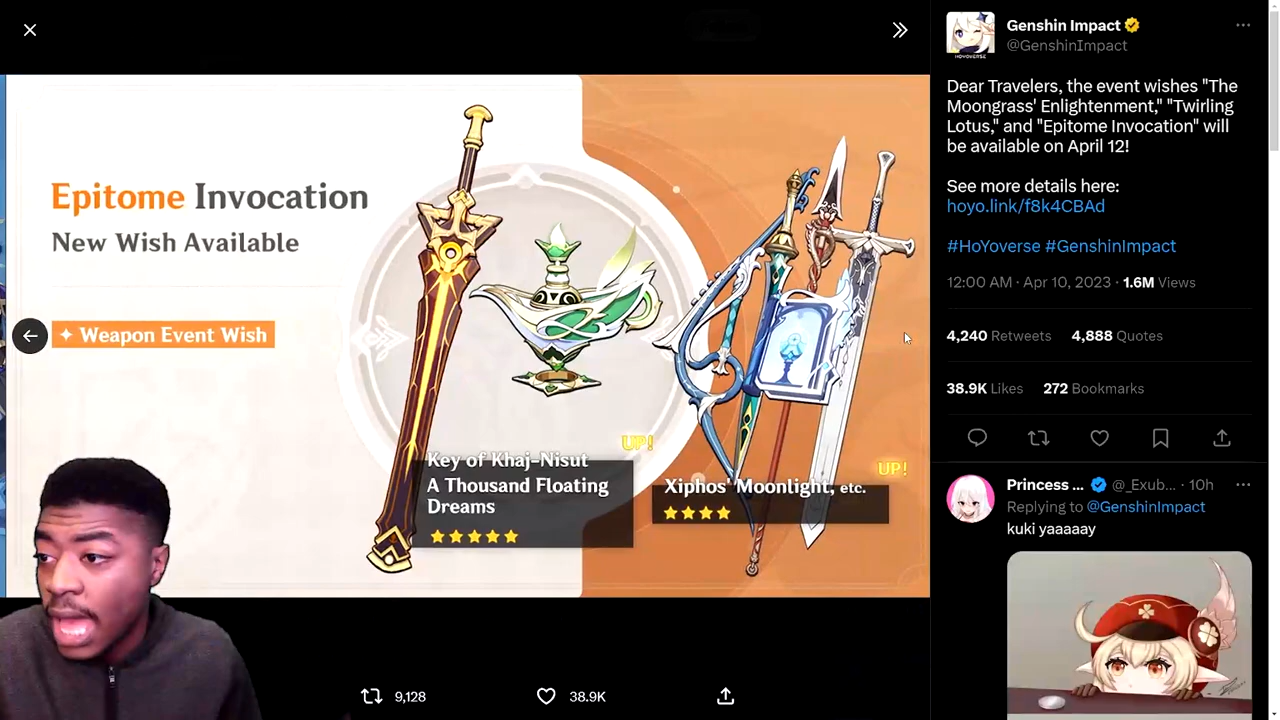 Epitome Invocation
New Wish Available
✦ Weapon Event Wish
UP!
Key of Khaj-Nisut
A Thousand Floating
Dreams
★★★★★
UP!
Xiphos' Moonlight, etc.
★★★★
9,128
38.9K
Genshin Impact
@GenshinImpact
HOYOVERSE
Dear Travelers, the event wishes "The
Moongrass' Enlightenment," "Twirling
Lotus," and "Epitome Invocation" will
be available on April 12!
See more details here:
hoyo.link/f8k4CBAd
#HoYoverse #GenshinImpact
12:00 AM · Apr 10, 2023 · 1.6M Views
4,240 Retweets 4,888 Quotes
38.9K Likes 272 Bookmarks
Princess ... @_Exub... · 10h
Replying to @GenshinImpact
kuki yaaaaay